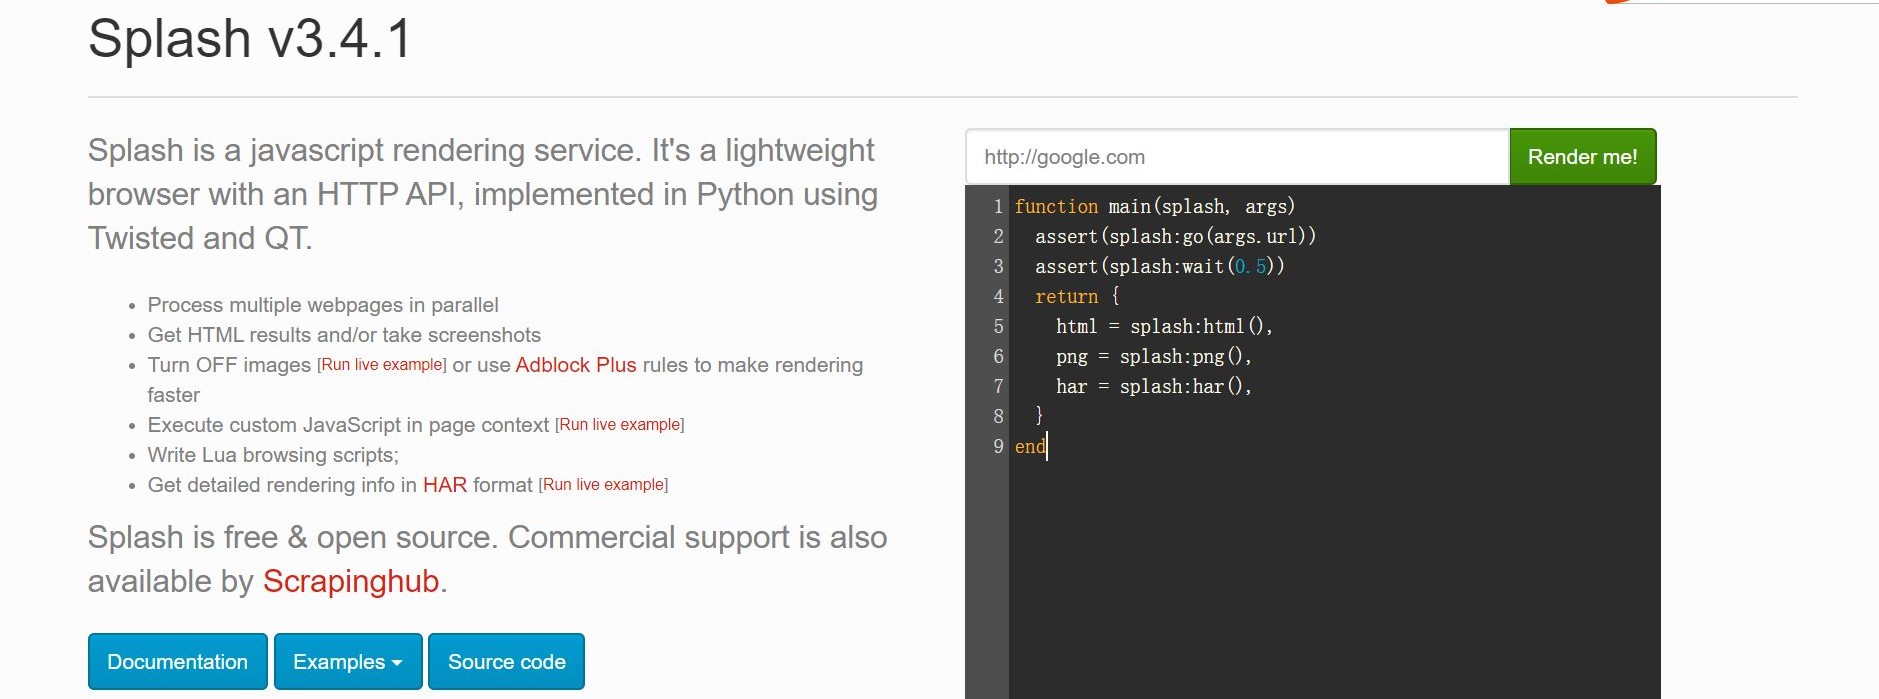 Splash v3.4.1
Splash is a javascript rendering service. It's a lightweight
browser with an HTTP API, implemented in Python using
Twisted and QT.
Process multiple webpages in parallel
Get HTML results and/or take screenshots
Turn OFF images [Run live example] or use Adblock Plus rules to make rendering
faster
Execute custom JavaScript in page context [Run live example]
Write Lua browsing scripts;
Get detailed rendering info in HAR format [Run live example]
Splash is free & open source. Commercial support is also
available by Scrapinghub.
Documentation
Examples
Source code
http://google.com
Render me!
1 function main(splash, args)
2   assert(splash:go(args.url))
3   assert(splash:wait(0.5))
4   return {
5     html = splash:html(),
6     png = splash:png(),
7     har = splash:har(),
8   }
9 end